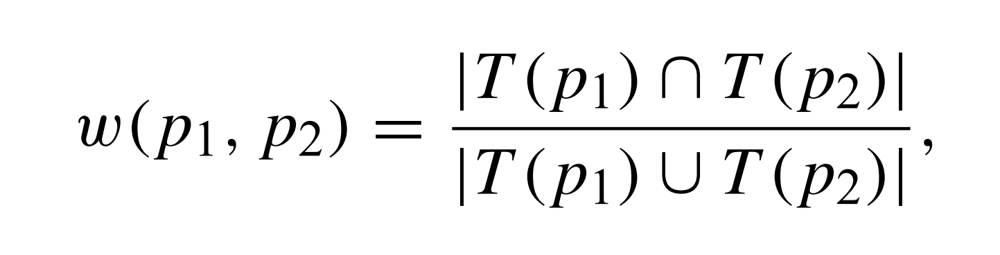 w(p₁, p₂) = |T(p₁) ∩ T(p₂)| / |T(p₁) ∪ T(p₂)|,